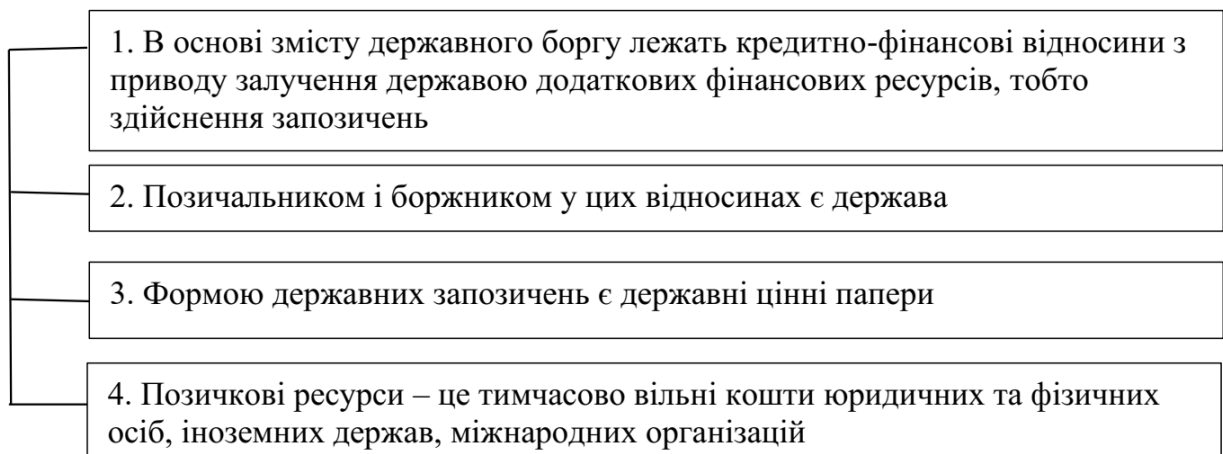 1. В основі змісту державного боргу лежать кредитно-фінансові відносини з
приводу залучення державою додаткових фінансових ресурсів, тобто
здійснення запозичень
2. Позичальником і боржником у цих відносинах є держава
3. Формою державних запозичень є державні цінні папери
4. Позичкові ресурси – це тимчасово вільні кошти юридичних та фізичних
осіб, іноземних держав, міжнародних організацій